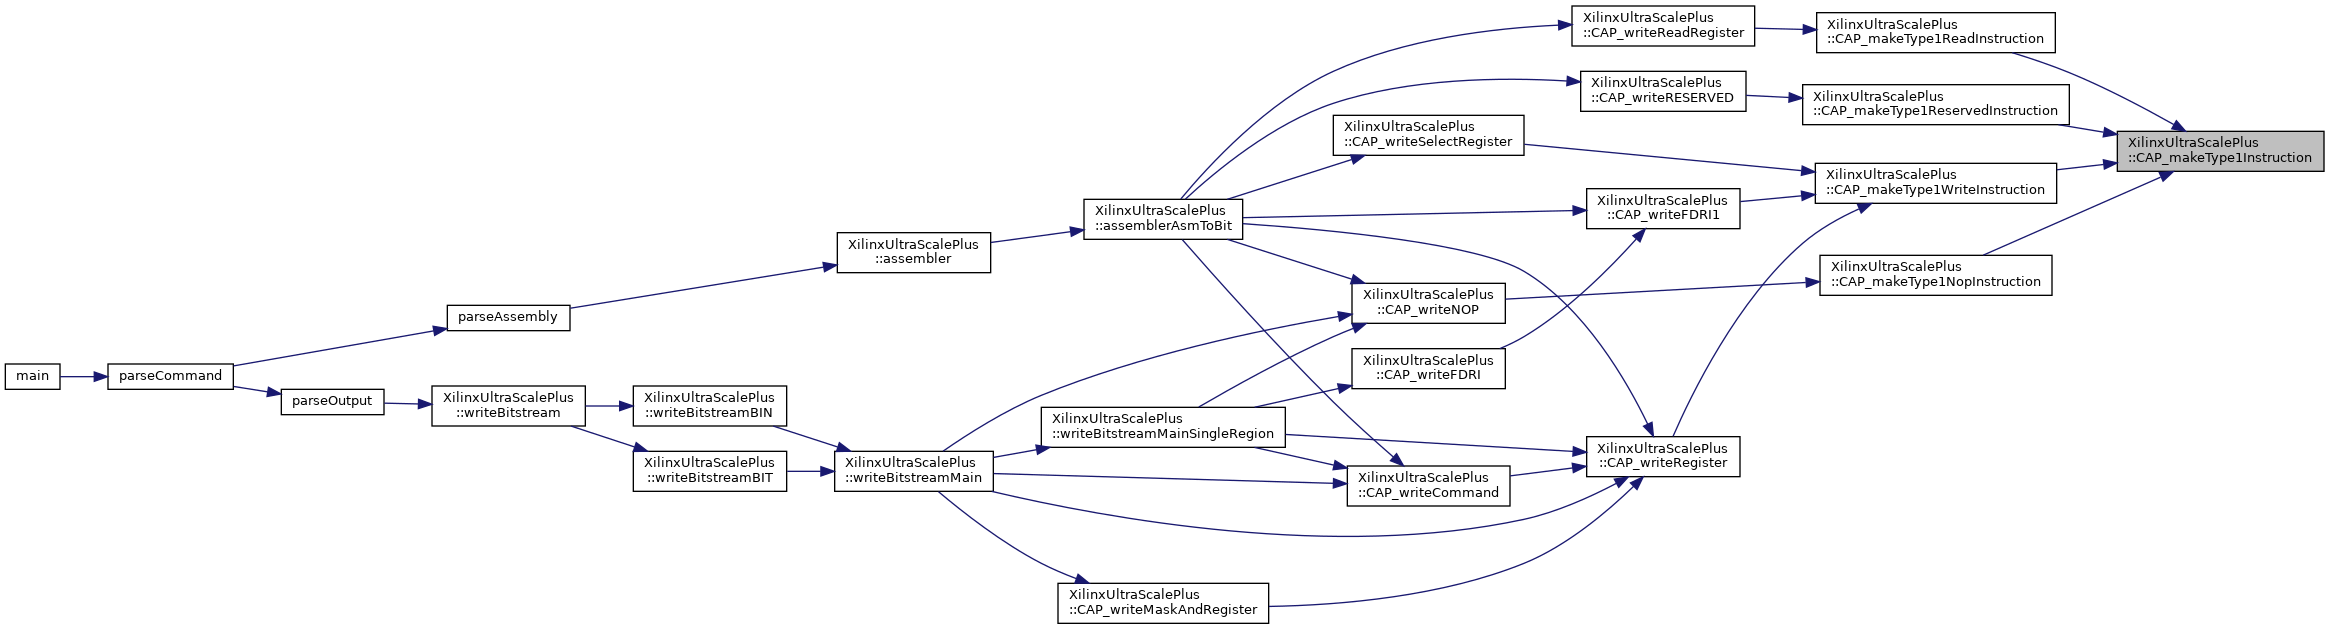 main
parseCommand
parseAssembly
parseOutput
XilinxUltraScalePlus
::writeBitstream
XilinxUltraScalePlus
::writeBitstreamBIN
XilinxUltraScalePlus
::writeBitstreamBIT
XilinxUltraScalePlus
::assembler
XilinxUltraScalePlus
::writeBitstreamMain
XilinxUltraScalePlus
::assemblerAsmToBit
XilinxUltraScalePlus
::writeBitstreamMainSingleRegion
XilinxUltraScalePlus
::CAP_writeMaskAndRegister
XilinxUltraScalePlus
::CAP_writeSelectRegister
XilinxUltraScalePlus
::CAP_writeNOP
XilinxUltraScalePlus
::CAP_writeFDRI
XilinxUltraScalePlus
::CAP_writeCommand
XilinxUltraScalePlus
::CAP_writeReadRegister
XilinxUltraScalePlus
::CAP_writeRESERVED
XilinxUltraScalePlus
::CAP_writeFDRI1
XilinxUltraScalePlus
::CAP_writeRegister
XilinxUltraScalePlus
::CAP_makeType1ReadInstruction
XilinxUltraScalePlus
::CAP_makeType1ReservedInstruction
XilinxUltraScalePlus
::CAP_makeType1WriteInstruction
XilinxUltraScalePlus
::CAP_makeType1NopInstruction
XilinxUltraScalePlus
::CAP_makeType1Instruction